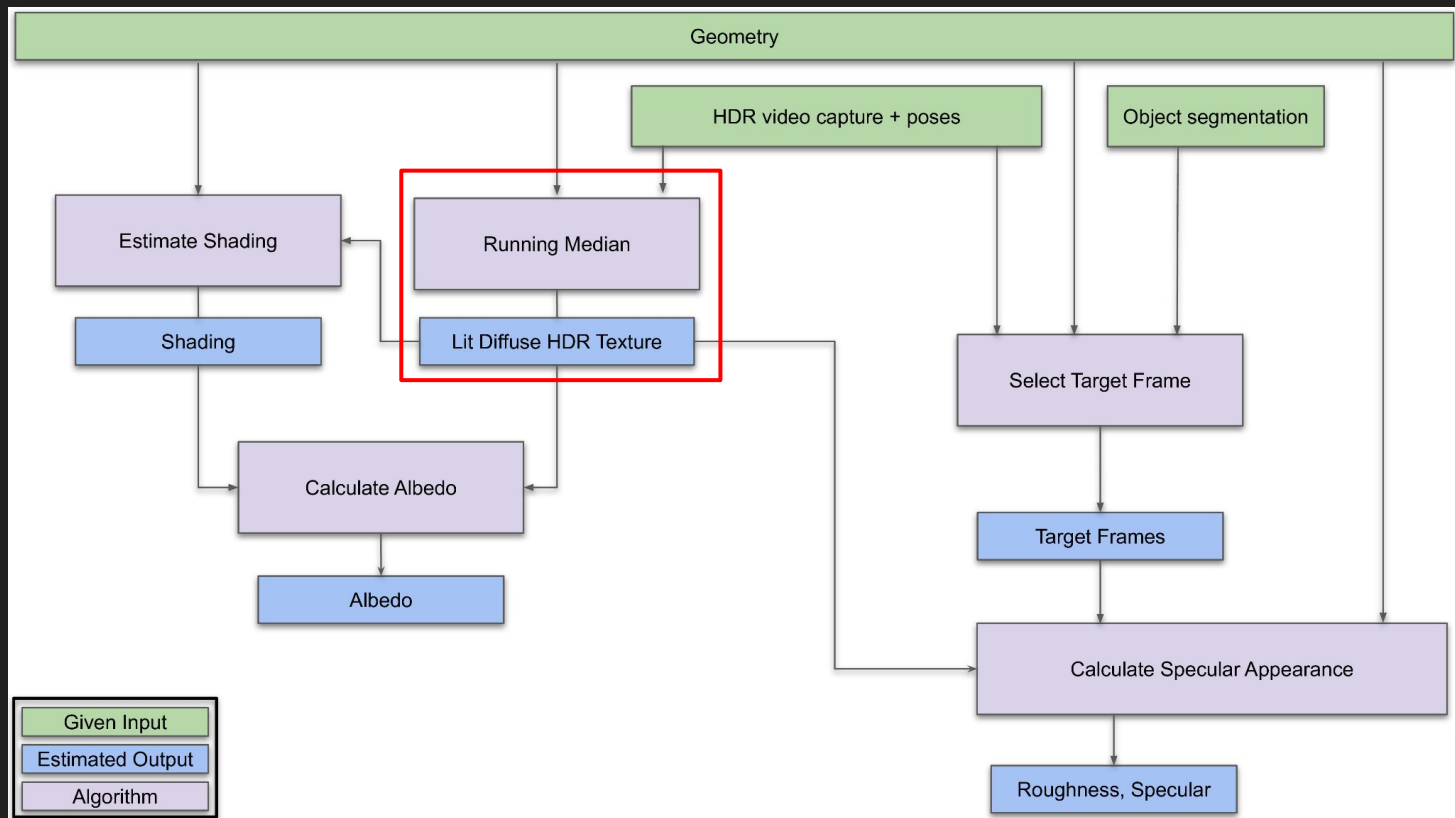 Geometry
HDR video capture + poses
Object segmentation
Estimate Shading
Running Median
Shading
Lit Diffuse HDR Texture
Select Target Frame
Calculate Albedo
Target Frames
Albedo
Calculate Specular Appearance
Given Input
Estimated Output
Algorithm
Roughness, Specular